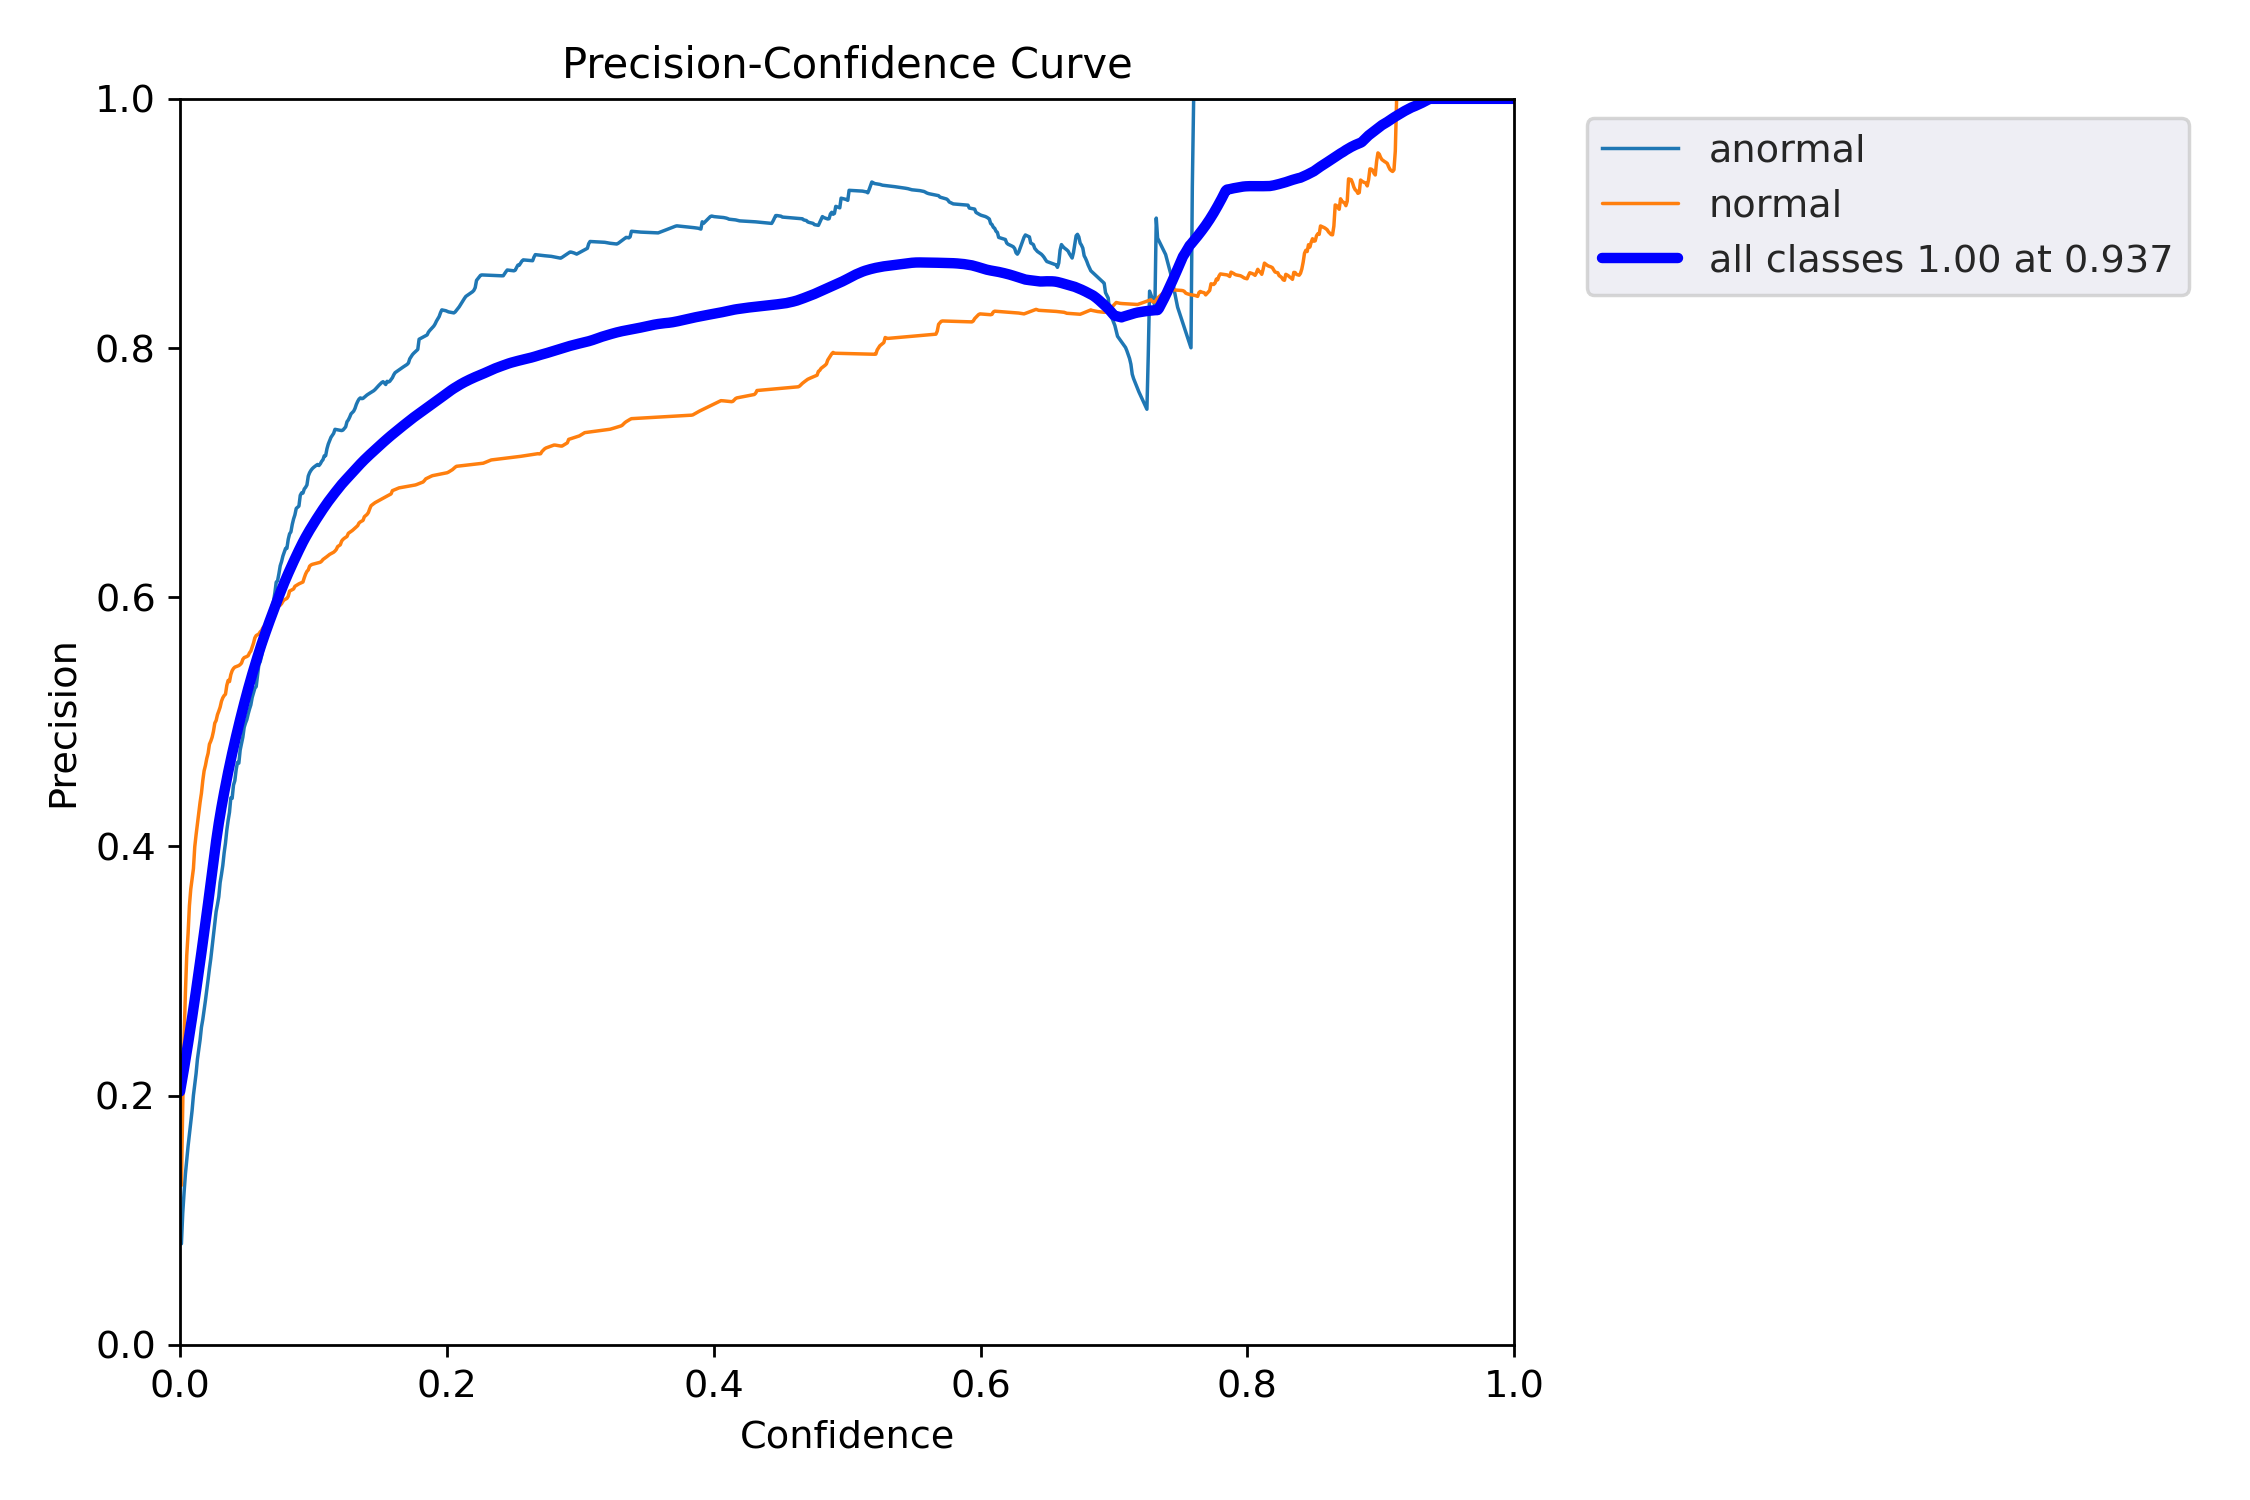 Precision-Confidence Curve
anormal
normal
all classes 1.00 at 0.937
1.0
0.8
0.6
0.4
0.2
0.0
Precision
0.0 0.2 0.4 0.6 0.8 1.0
Confidence